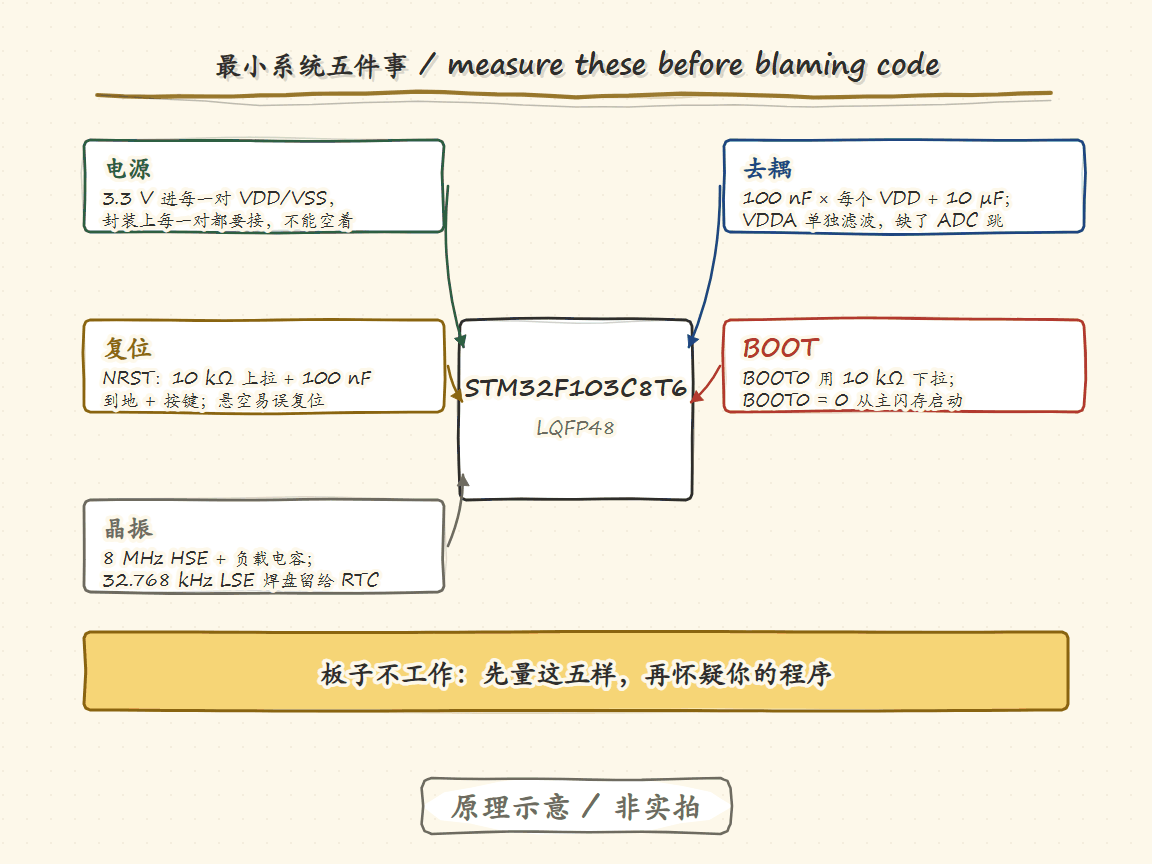 最小系统五件事 / measure these before blaming code
电源
3.3 V 进每一对 VDD/VSS，
封装上每一对都要接，不能空着
去耦
100 nF × 每个 VDD + 10 µF；
VDDA 单独滤波，缺了 ADC 跳
复位
NRST：10 kΩ 上拉 + 100 nF
到地 + 按键；悬空易误复位
STM32F103C8T6
LQFP48
BOOT
BOOT0 用 10 kΩ 下拉；
BOOT0 = 0 从主闪存启动
晶振
8 MHz HSE + 负载电容；
32.768 kHz LSE 焊盘留给 RTC
板子不工作：先量这五样，再怀疑你的程序
原理示意 / 非实拍